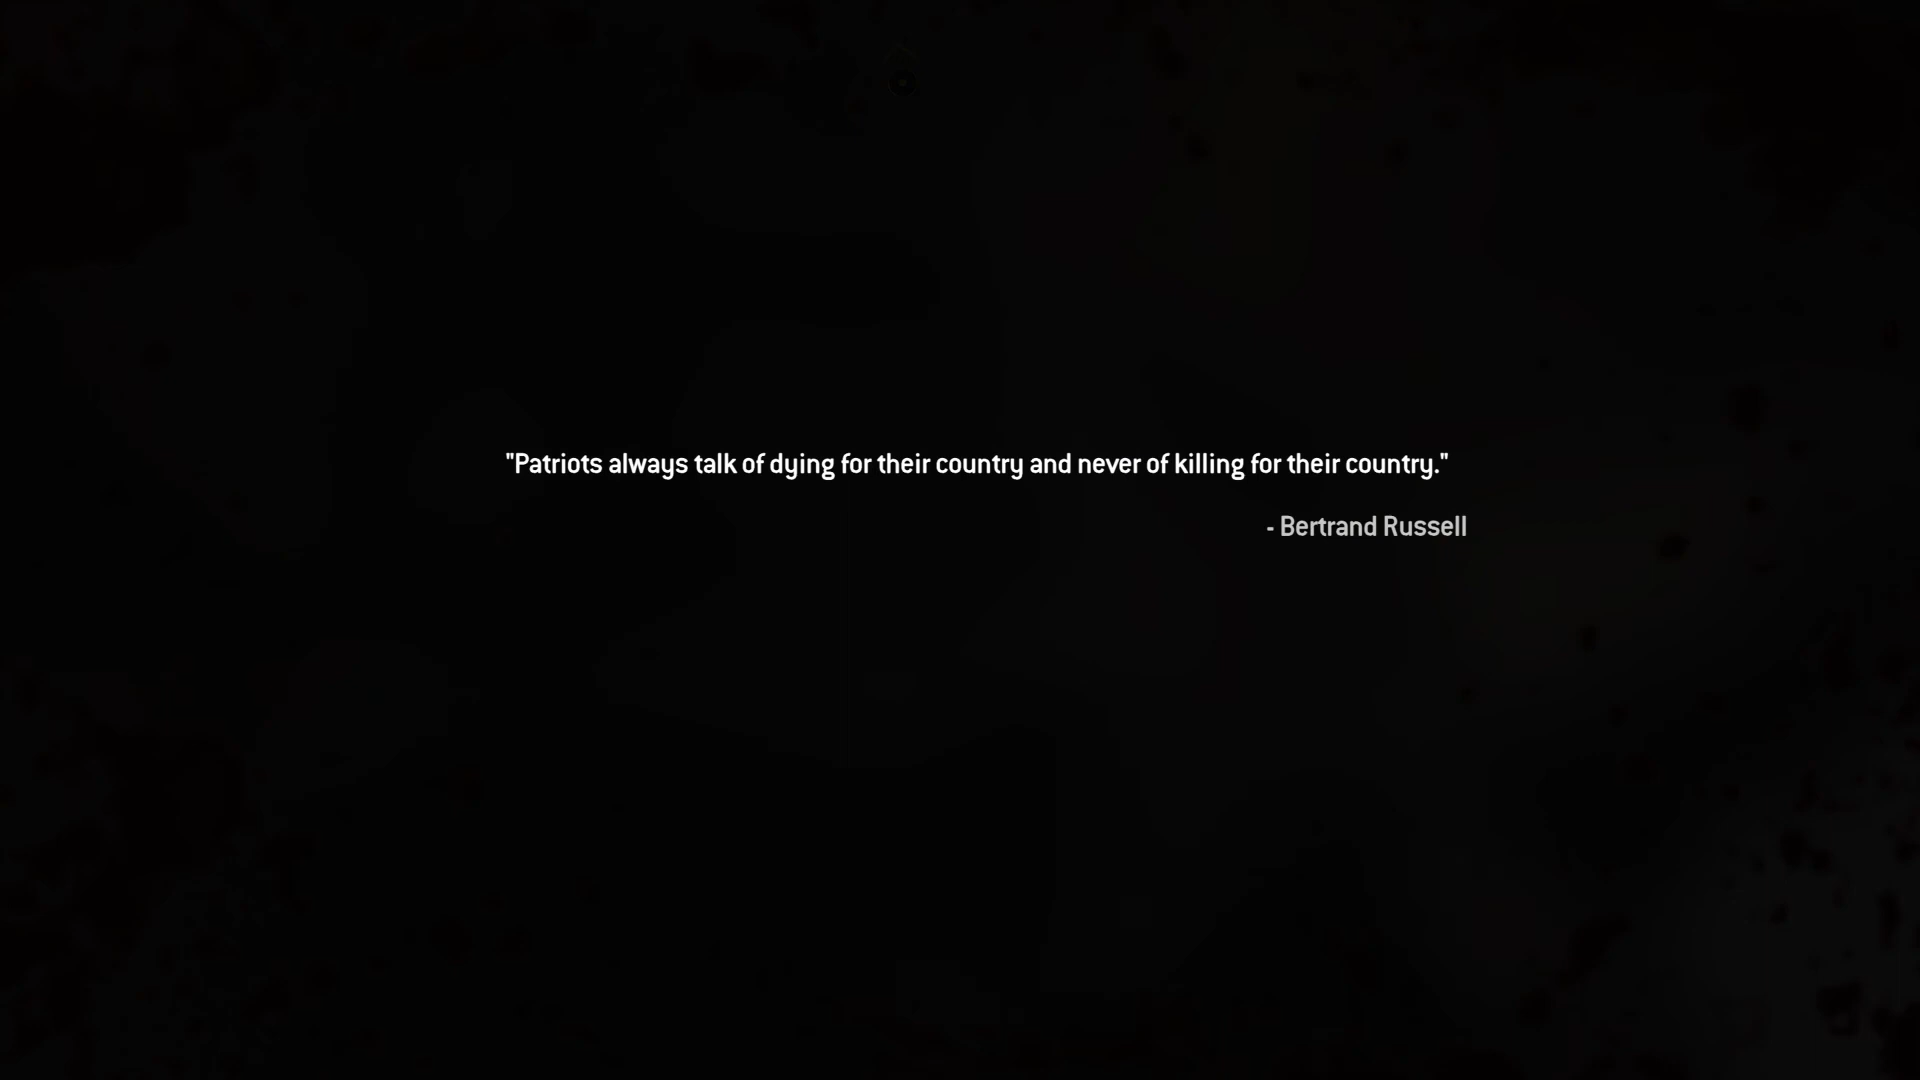 "Patriots always talk of dying for their country and never of killing for their country."
- Bertrand Russell